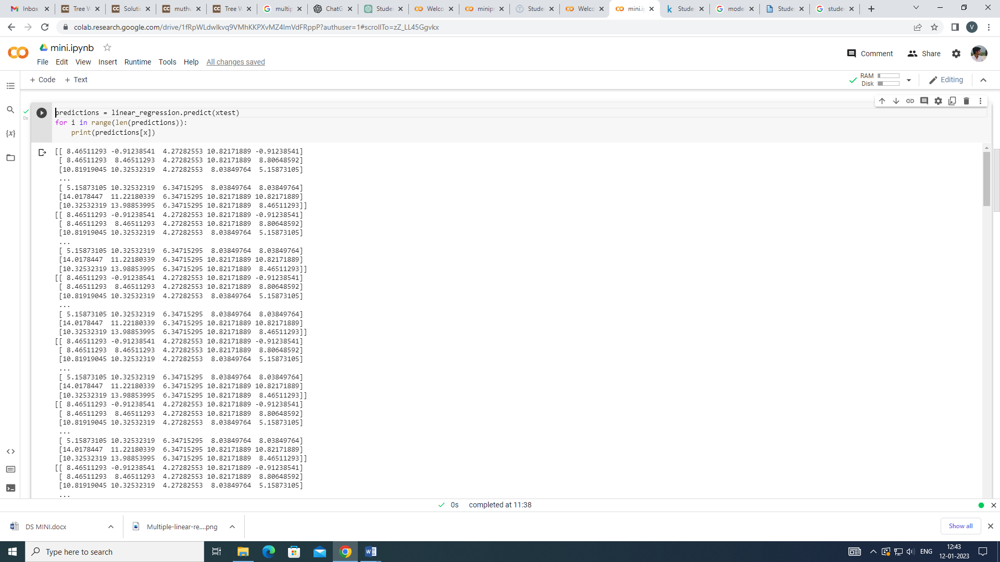 Inbox
Tree W
Soluti
muthu
Tree W
multip
ChatG
Studer
Welco
minipr
Studer
Welco
mini.i
Studer
mode
Studer
studer
colab.research.google.com/drive/1fRpWLdwlkvq9VMhKKPXvMZ4lmVdFRppP?authuser=1#scrollTo=zZ_LL45Ggvkx
V
mini.ipynb
Comment
Share
File Edit View Insert Runtime Tools Help All changes saved
+ Code + Text
RAM
Disk
Editing
{x}
0s
predictions = linear_regression.predict(xtest)
for i in range(len(predictions)):
    print(predictions[x])
[[ 8.46511293 -0.91238541  4.27282553 10.82171889 -0.91238541]
 [ 8.46511293  8.46511293  4.27282553 10.82171889  8.80648592]
 [10.81919045 10.32532319  4.27282553  8.03849764  5.15873105]
 ...
 [ 5.15873105 10.32532319  6.34715295  8.03849764  8.03849764]
 [14.0178447  11.22180339  6.34715295 10.82171889 10.82171889]
 [10.32532319 13.98853995  6.34715295 10.82171889  8.46511293]]
[[ 8.46511293 -0.91238541  4.27282553 10.82171889 -0.91238541]
 [ 8.46511293  8.46511293  4.27282553 10.82171889  8.80648592]
 [10.81919045 10.32532319  4.27282553  8.03849764  5.15873105]
 ...
 [ 5.15873105 10.32532319  6.34715295  8.03849764  8.03849764]
 [14.0178447  11.22180339  6.34715295 10.82171889 10.82171889]
 [10.32532319 13.98853995  6.34715295 10.82171889  8.46511293]]
[[ 8.46511293 -0.91238541  4.27282553 10.82171889 -0.91238541]
 [ 8.46511293  8.46511293  4.27282553 10.82171889  8.80648592]
 [10.81919045 10.32532319  4.27282553  8.03849764  5.15873105]
 ...
 [ 5.15873105 10.32532319  6.34715295  8.03849764  8.03849764]
 [14.0178447  11.22180339  6.34715295 10.82171889 10.82171889]
 [10.32532319 13.98853995  6.34715295 10.82171889  8.46511293]]
[[ 8.46511293 -0.91238541  4.27282553 10.82171889 -0.91238541]
 [ 8.46511293  8.46511293  4.27282553 10.82171889  8.80648592]
 [10.81919045 10.32532319  4.27282553  8.03849764  5.15873105]
 ...
 [ 5.15873105 10.32532319  6.34715295  8.03849764  8.03849764]
 [14.0178447  11.22180339  6.34715295 10.82171889 10.82171889]
 [10.32532319 13.98853995  6.34715295 10.82171889  8.46511293]]
[[ 8.46511293 -0.91238541  4.27282553 10.82171889 -0.91238541]
 [ 8.46511293  8.46511293  4.27282553 10.82171889  8.80648592]
 [10.81919045 10.32532319  4.27282553  8.03849764  5.15873105]
 ...
 [ 5.15873105 10.32532319  6.34715295  8.03849764  8.03849764]
 [14.0178447  11.22180339  6.34715295 10.82171889 10.82171889]
 [10.32532319 13.98853995  6.34715295 10.82171889  8.46511293]]
[[ 8.46511293 -0.91238541  4.27282553 10.82171889 -0.91238541]
 [ 8.46511293  8.46511293  4.27282553 10.82171889  8.80648592]
 [10.81919045 10.32532319  4.27282553  8.03849764  5.15873105]
 ...
0s completed at 11:38
DS MINI.docx
Multiple-linear-re....png
Show all
Type here to search
ENG
12:43
12-01-2023